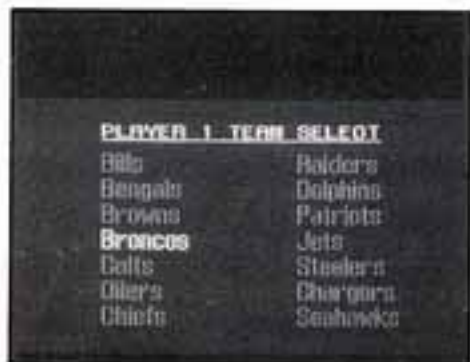 PLAYER 1 TEAM SELECT
Bills Raiders
Bengals Dolphins
Browns Patriots
Broncos Jets
Colts Steelers
Oilers Chargers
Chiefs Seahawks